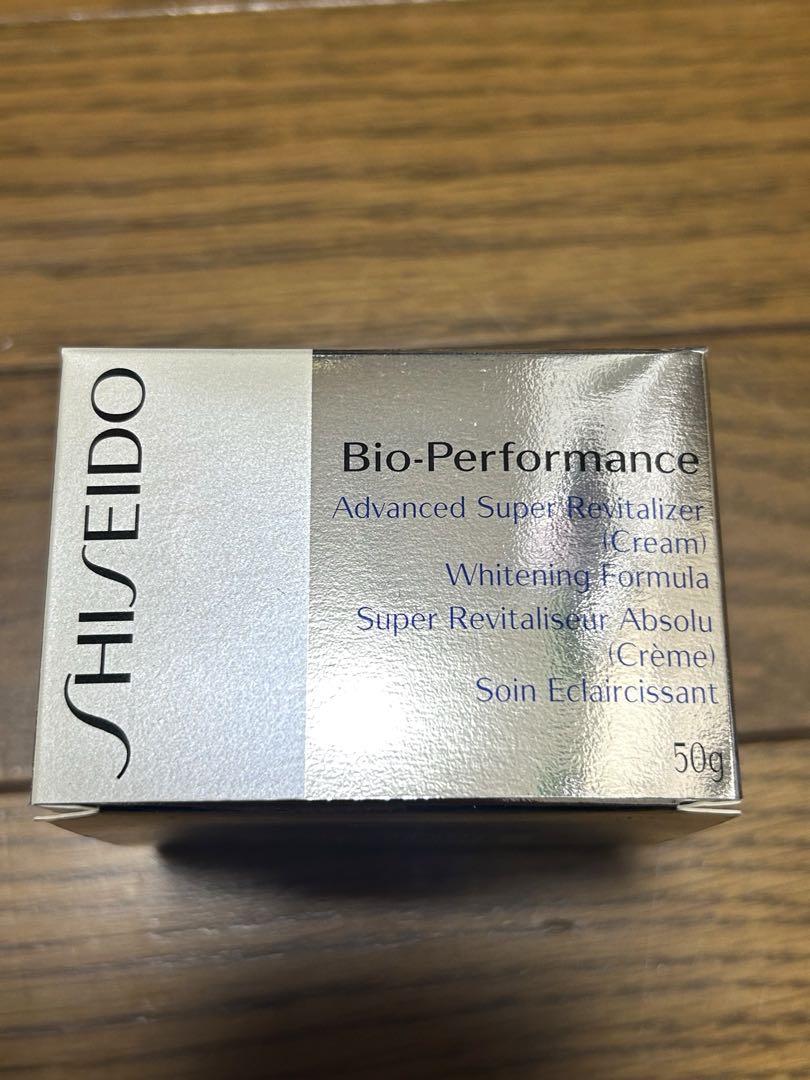 SHISEIDO
Bio-Performance
Advanced Super Revitalizer
(Cream)
Whitening Formula
Super Revitaliseur Absolu
(Crème)
Soin Eclaircissant
50g